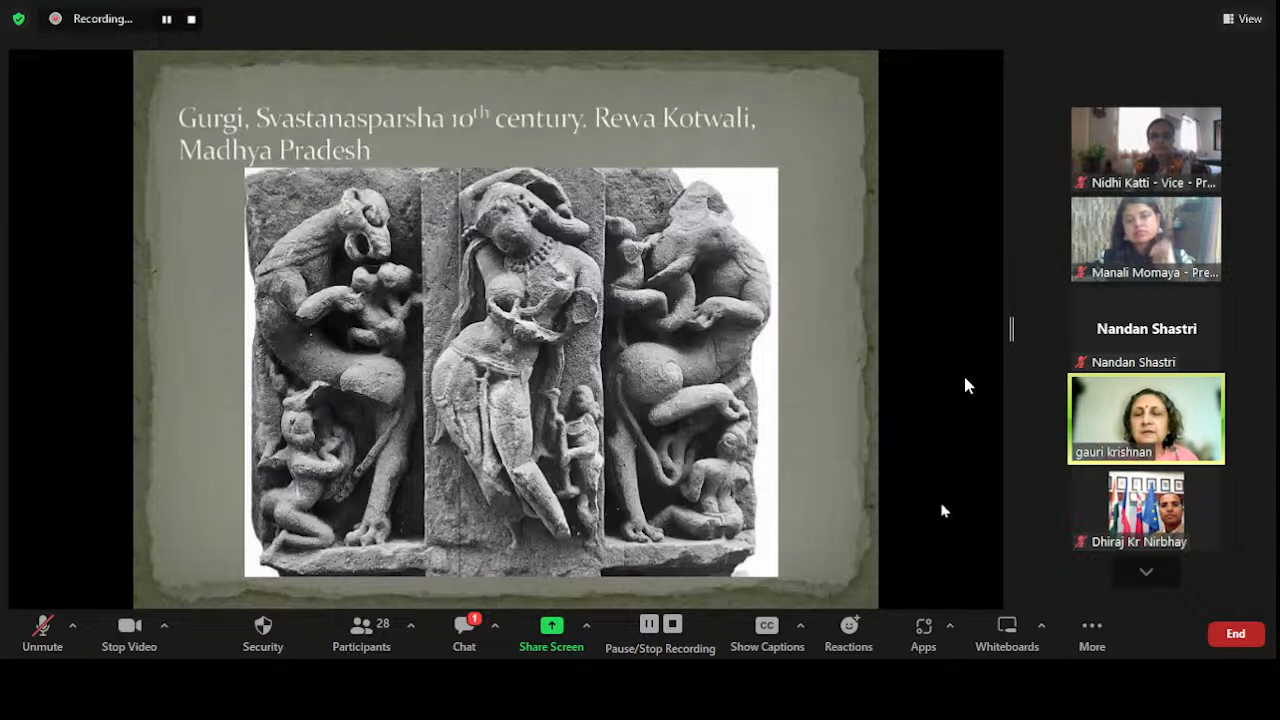 Recording...
View
Gurgi, Svastanasparsha 10th century. Rewa Kotwali,
Madhya Pradesh
Nidhi Katti - Vice - Pr...
Manali Momaya - Pre...
Nandan Shastri
Nandan Shastri
gauri krishnan
Dhiraj Kr Nirbhay
Unmute
Stop Video
Security
28
Participants
1
Chat
Share Screen
Pause/Stop Recording
CC
Show Captions
Reactions
Apps
Whiteboards
More
End